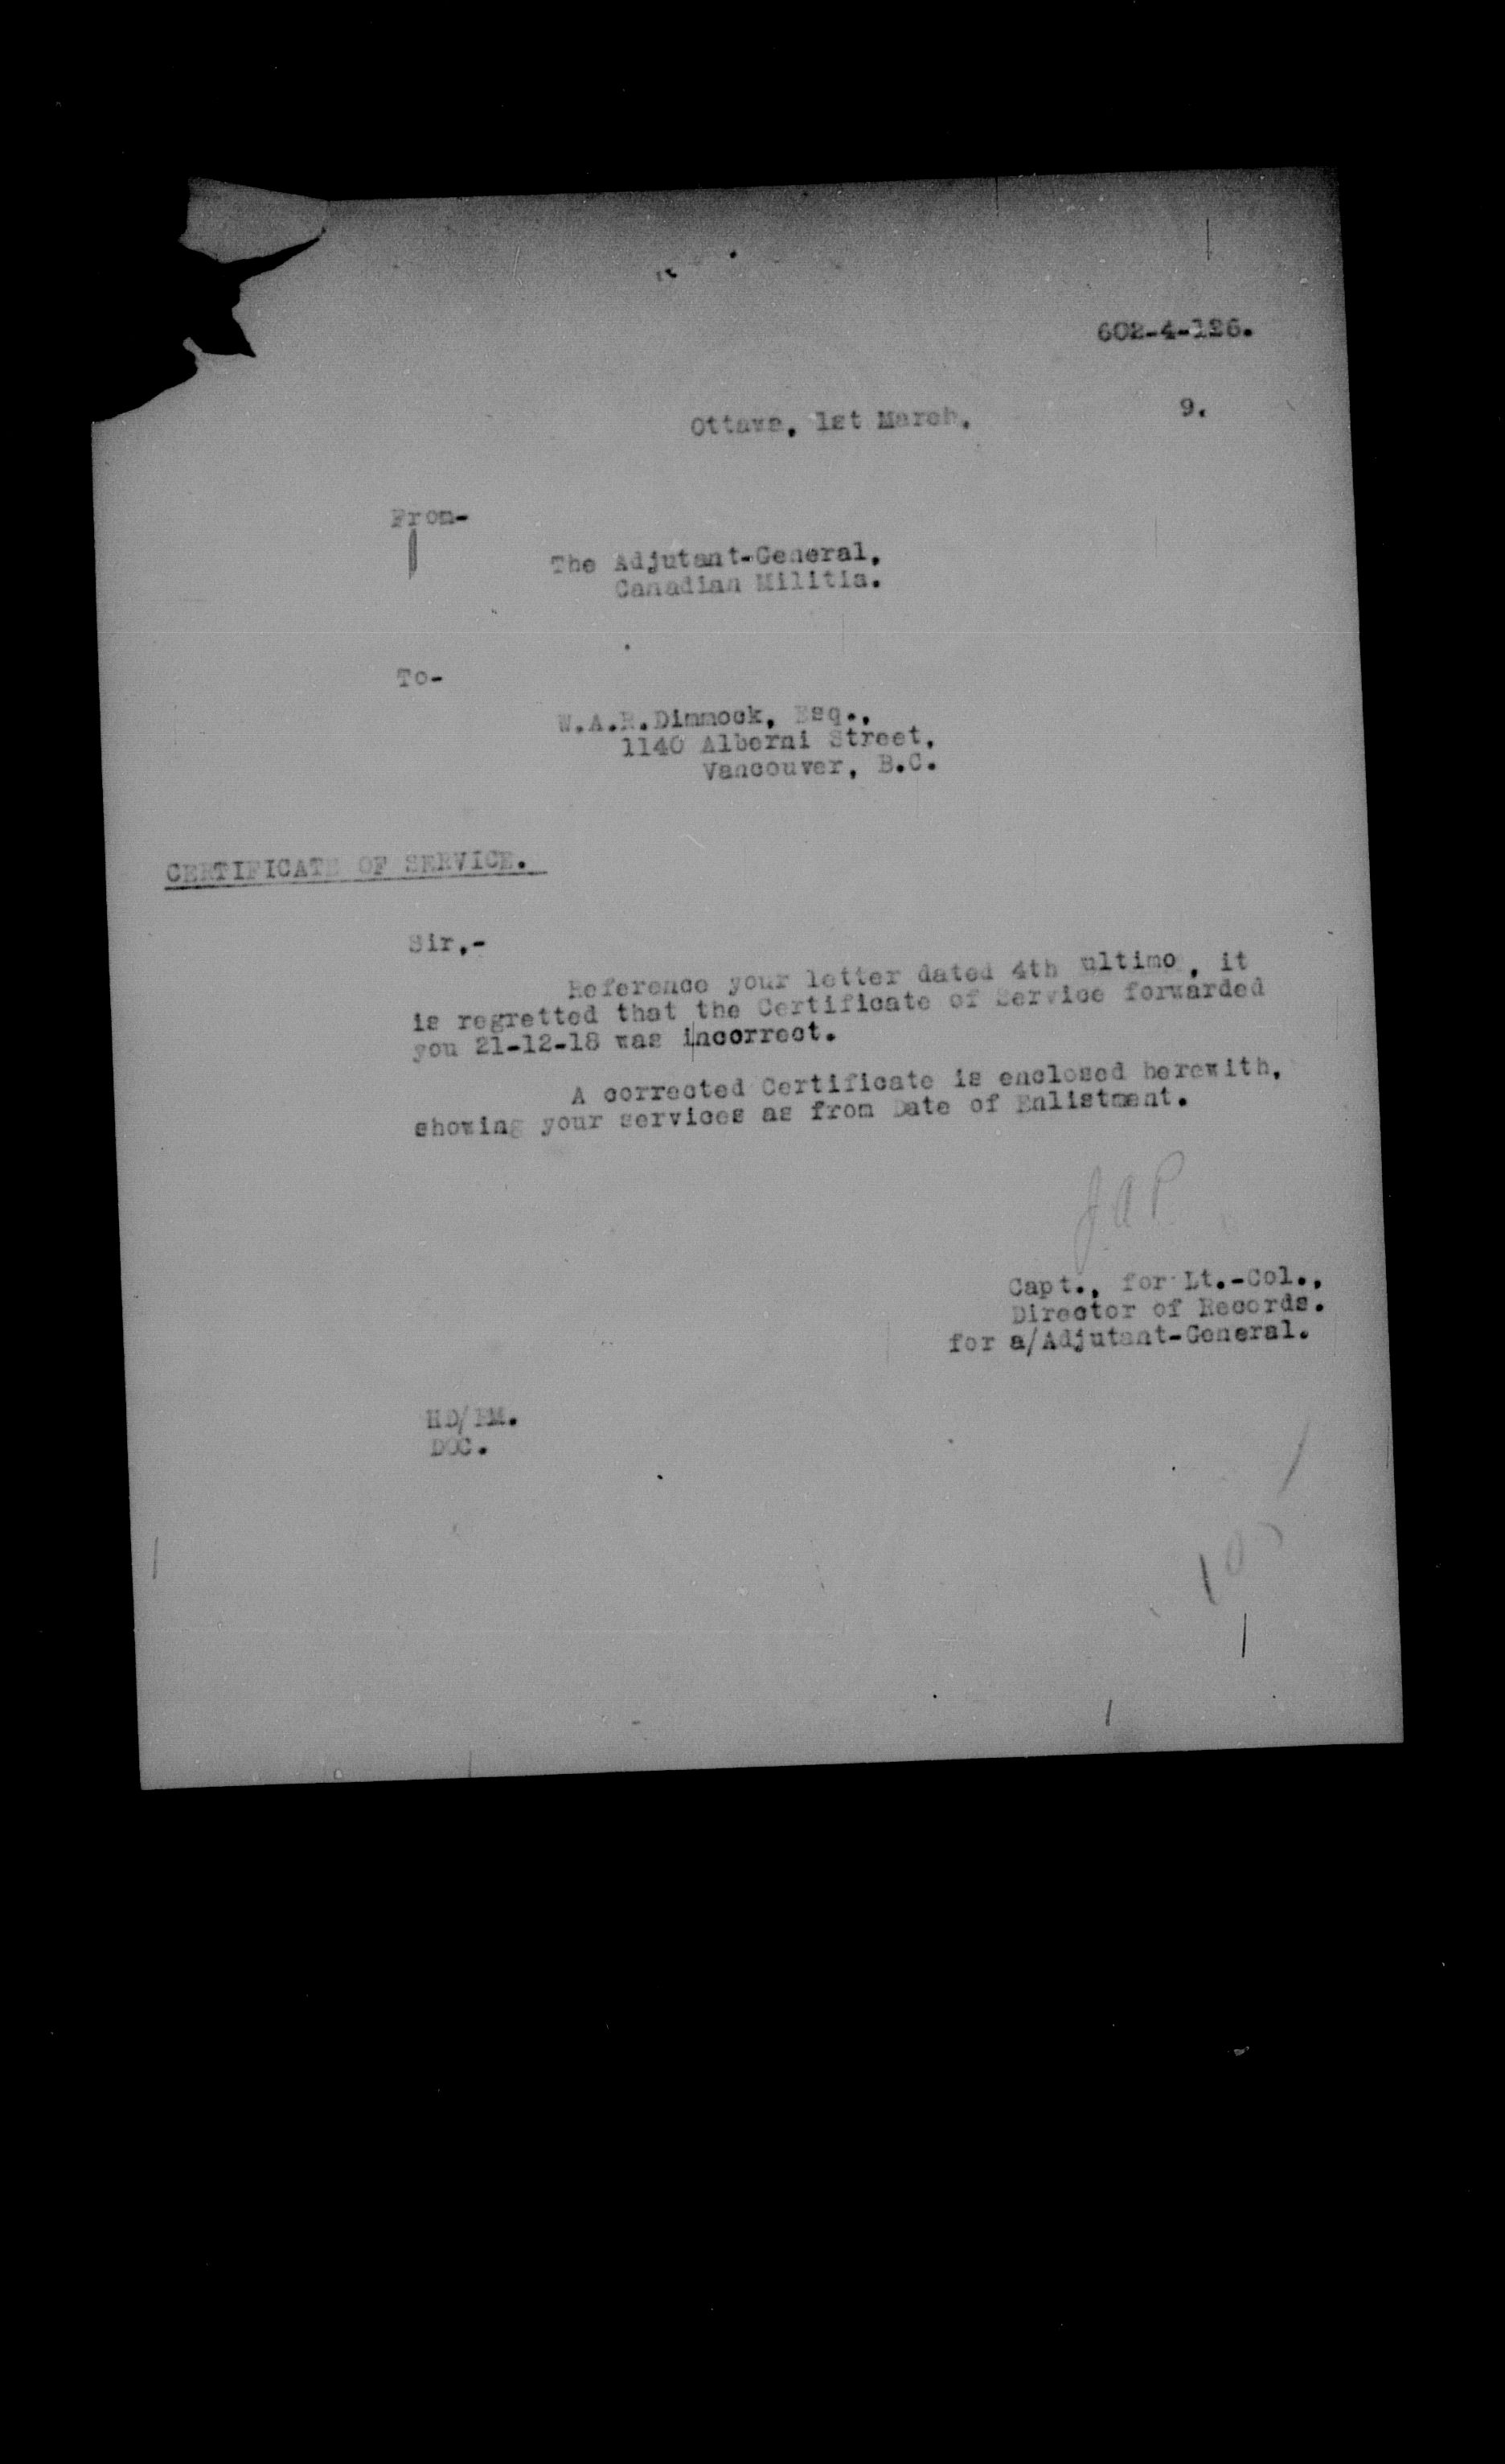 602-4-126.
Ottawa, 1st March, 9.
From-
The Adjutant-General,
Canadian Militia.
To-
W.A.R.Dimmock, Esq.,
1140 Alberni Street,
Vancouver, B.C.
CERTIFICATE OF SERVICE.
Sir,-
Reference your letter dated 4th ultimo, it
is regretted that the Certificate of Service forwarded
you 21-12-18 was incorrect.
A corrected Certificate is enclosed herewith,
showing your services as from Date of Enlistment.
J.A.P.
Capt., for Lt.-Col.,
Director of Records.
for a/Adjutant-General.
HD/
DOC.